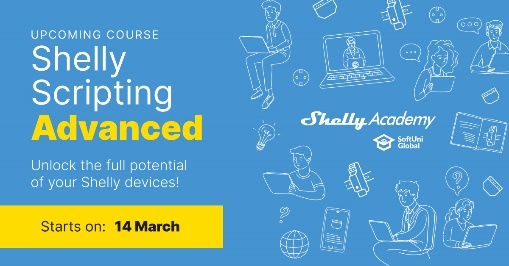 UPCOMING COURSE
Shelly
Scripting
Advanced
Unlock the full potential
of your Shelly devices!
Starts on: 14 March
Shelly Academy
SoftUni
Global